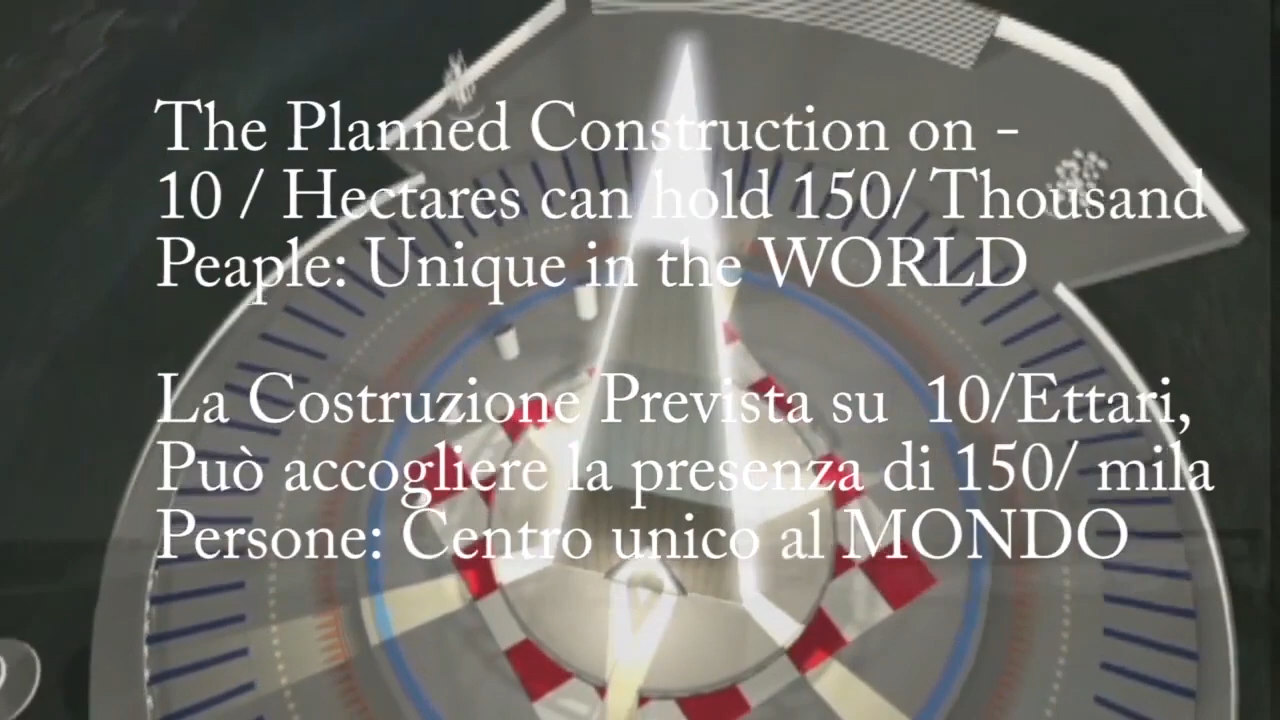 The Planned Construction on -
10 / Hectares can hold 150/ Thousand
Peaple: Unique in the WORLD
La Costruzione Prevista su 10/Ettari,
Può accogliere la presenza di 150/ mila
Persone: Centro unico al MONDO